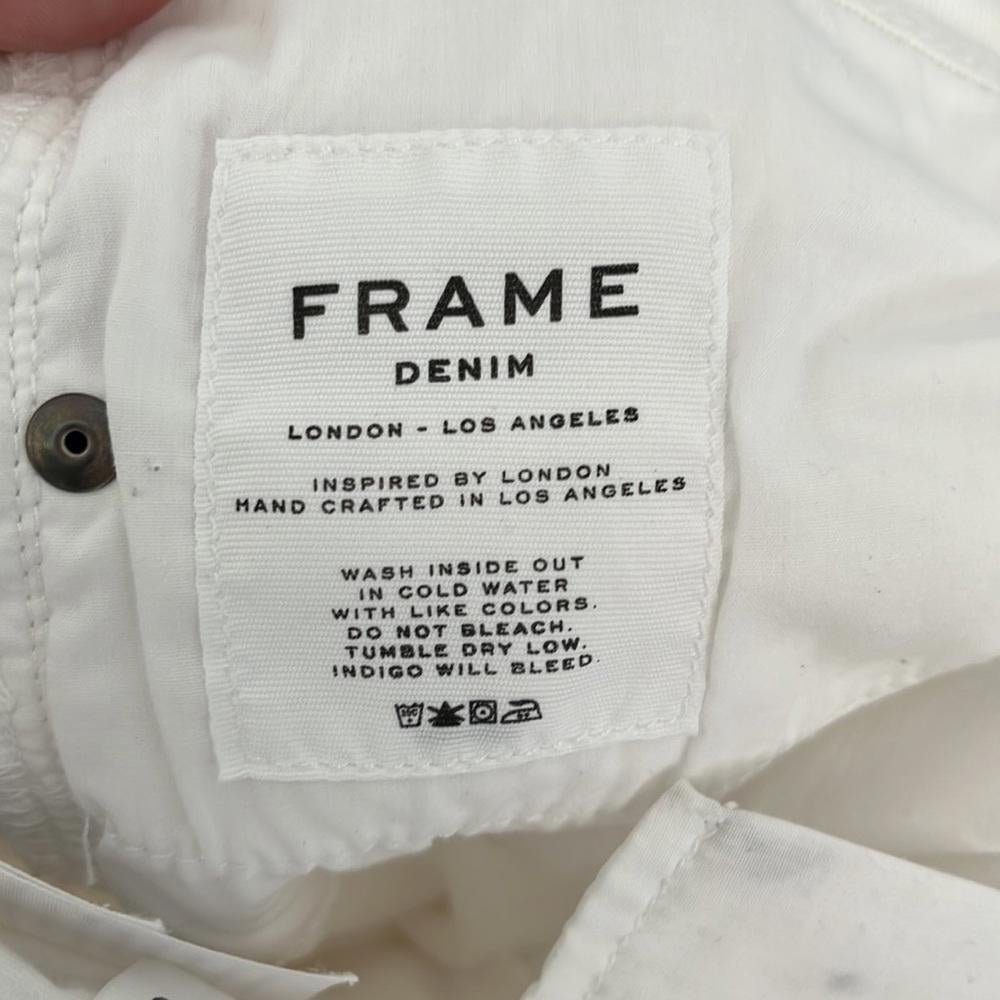 FRAME
DENIM
LONDON - LOS ANGELES
INSPIRED BY LONDON
HAND CRAFTED IN LOS ANGELES
WASH INSIDE OUT
IN COLD WATER
WITH LIKE COLORS.
DO NOT BLEACH.
TUMBLE DRY LOW.
INDIGO WILL BLEED.